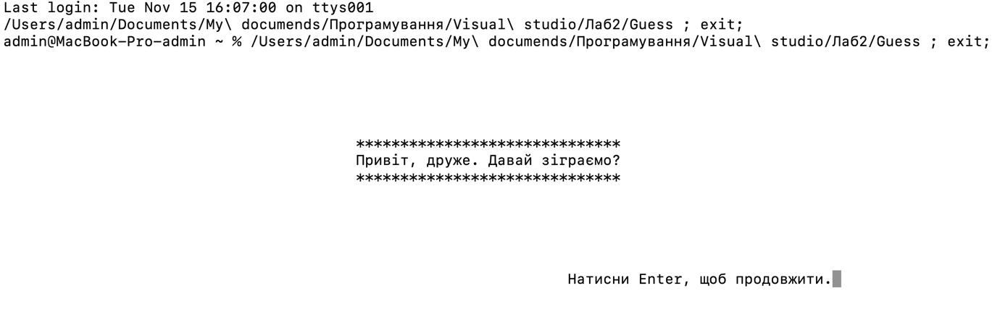 Last login: Tue Nov 15 16:07:00 on ttys001
/Users/admin/Documents/My\ documends/Програмування/Visual\ studio/Лаб2/Guess ; exit;
admin@MacBook-Pro-admin ~ % /Users/admin/Documents/My\ documends/Програмування/Visual\ studio/Лаб2/Guess ; exit;
******************************
Привіт, друже. Давай зіграємо?
******************************
Натисни Enter, щоб продовжити.